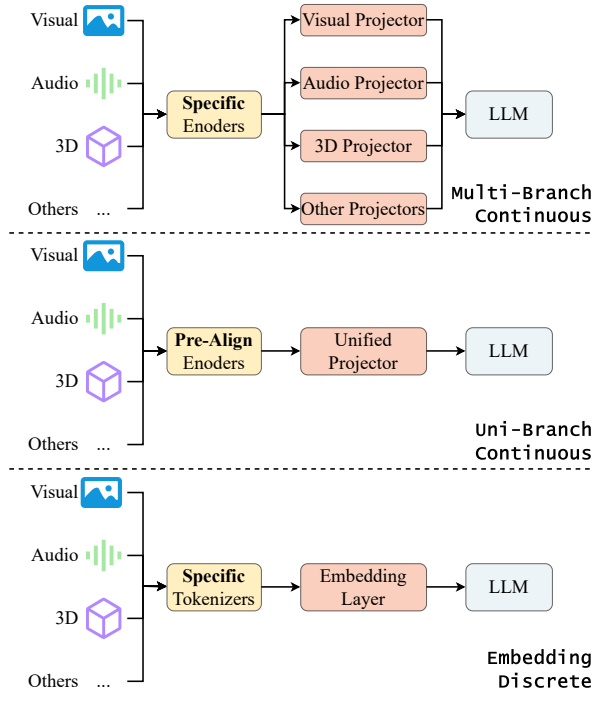 Visual
Audio
3D
Others ...
Specific
Enoders
Visual Projector
Audio Projector
3D Projector
Other Projectors
LLM
Multi-Branch
Continuous
Visual
Audio
3D
Others ...
Pre-Align
Enoders
Unified
Projector
LLM
Uni-Branch
Continuous
Visual
Audio
3D
Others ...
Specific
Tokenizers
Embedding
Layer
LLM
Embedding
Discrete